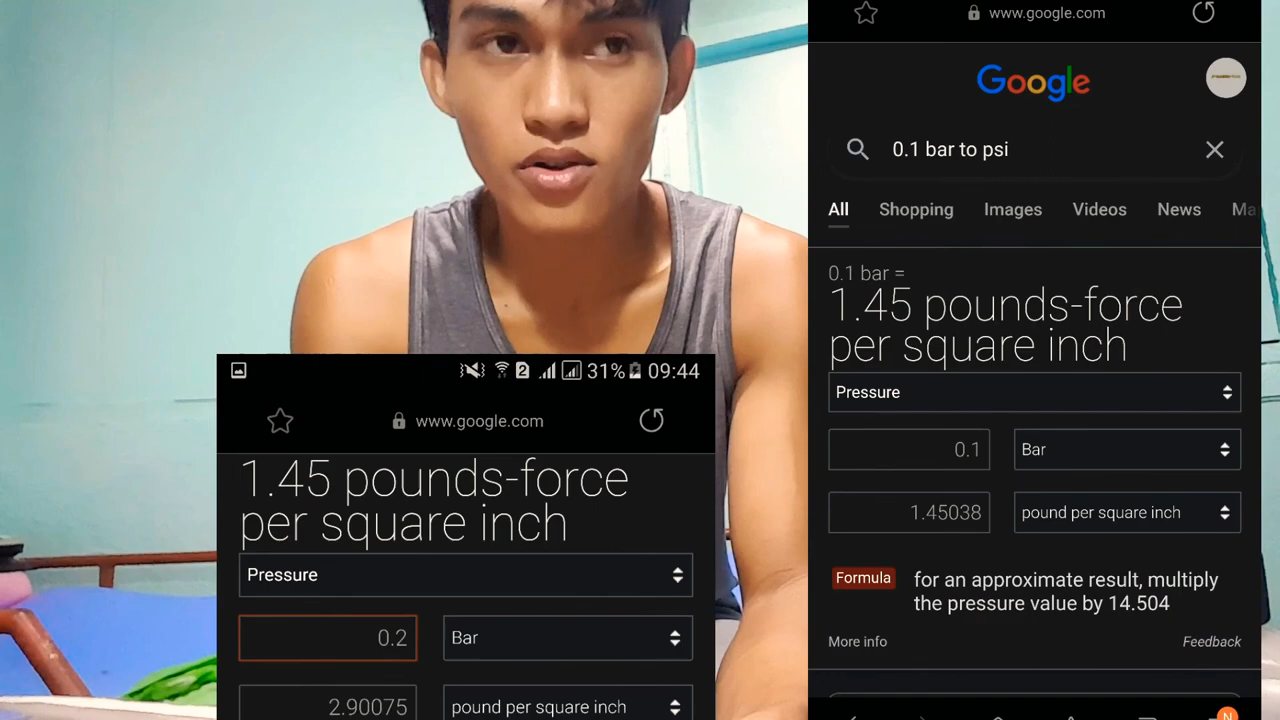 www.google.com
Google
0.1 bar to psi
All Shopping Images Videos News Ma
0.1 bar =
1.45 pounds-force
per square inch
Pressure
0.1 Bar
1.45038 pound per square inch
Formula for an approximate result, multiply
the pressure value by 14.504
More info Feedback
N
2 31% 09:44
www.google.com
1.45 pounds-force
per square inch
Pressure
0.2 Bar
2.90075 pound per square inch